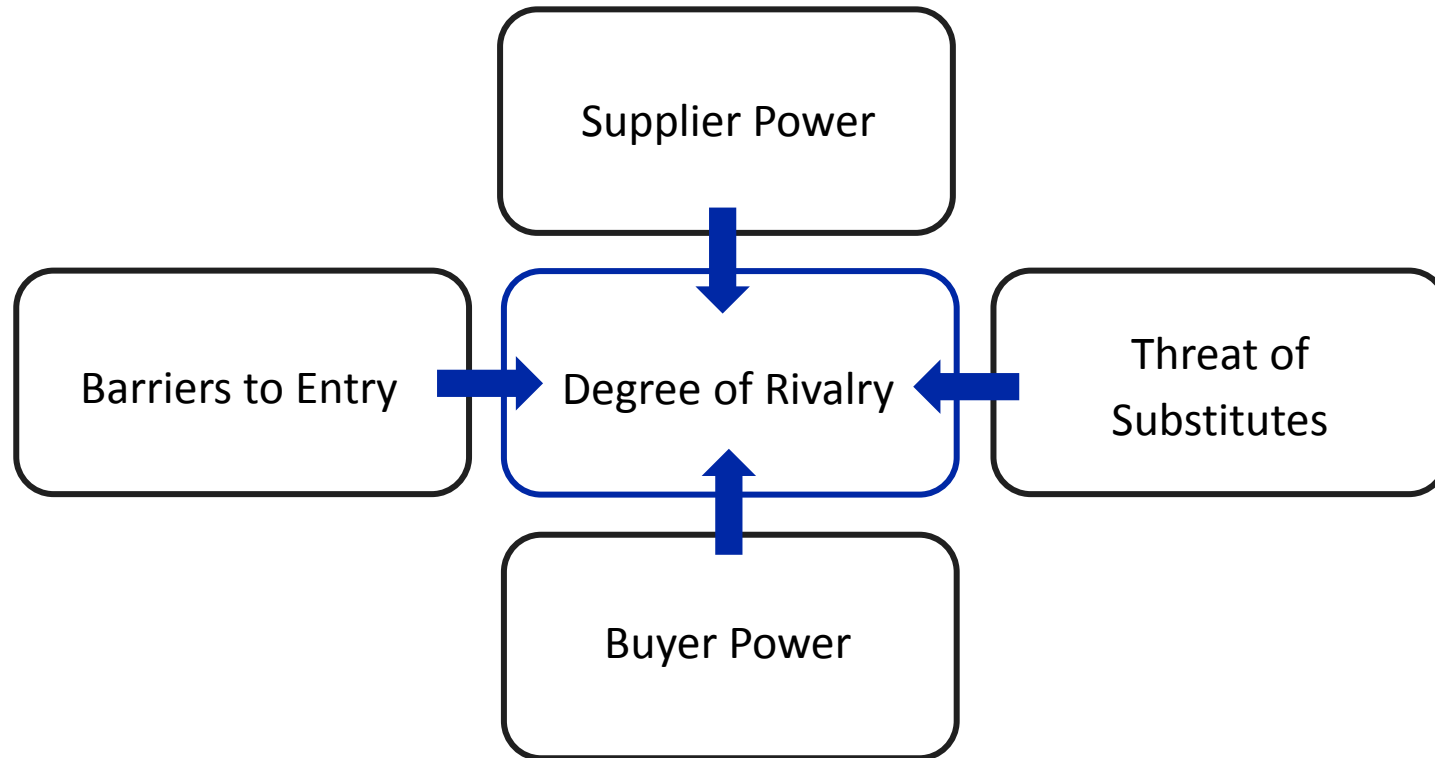 Supplier Power
Barriers to Entry
Degree of Rivalry
Threat of
Substitutes
Buyer Power